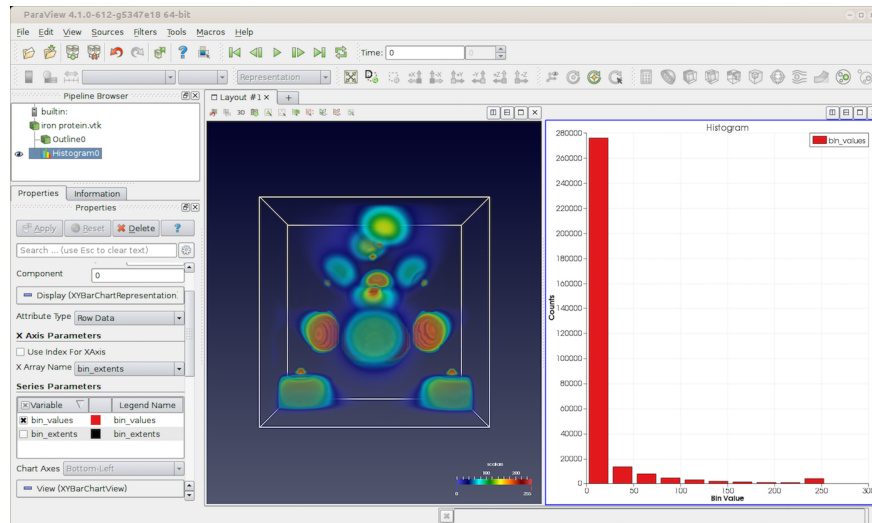 ParaView 4.1.0-612-g5347e18 64-bit
File Edit View Sources Filters Tools Macros Help
Time: 0
0
Representation
Pipeline Browser
builtin:
iron protein.vtk
Outline0
Histogram0
Properties Information
Properties
Apply Reset Delete ?
Search ... (use Esc to clear text)
Component 0
Display (XYBarChartRepresentation
Attribute Type Row Data
X Axis Parameters
Use Index For XAxis
X Array Name bin_extents
Series Parameters
Variable Legend Name
bin_values bin_values
bin_extents bin_extents
Chart Axes Bottom-Left
View (XYBarChartView)
Layout #1 × +
3D
100 200
0 255
Histogram
bin_values
280000
260000
240000
220000
200000
180000
160000
140000
120000
100000
80000
60000
40000
20000
0
Counts
0 50 100 150 200 250 300
Bin Value